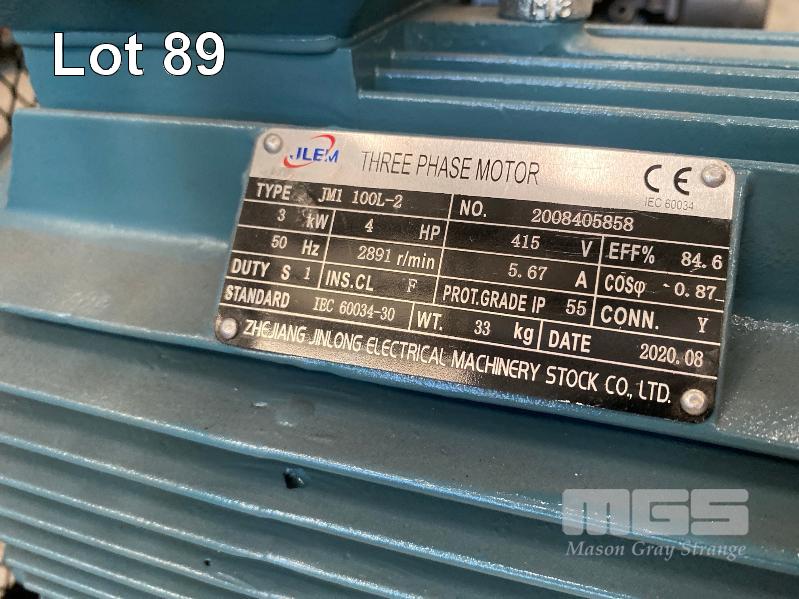 Lot 89
JLEM THREE PHASE MOTOR CE
IEC 60034
TYPE JM1 100L-2 NO. 2008405858
3 kW 4 HP 415 V EFF% 84.6
50 Hz 2891 r/min 5.67 A COSφ 0.87
DUTY S 1 INS.CL F PROT.GRADE IP 55 CONN. Y
STANDARD IEC 60034-30 WT. 33 kg DATE 2020.08
ZHEJIANG JINLONG ELECTRICAL MACHINERY STOCK CO., LTD.
MGS
Mason Gray Strange